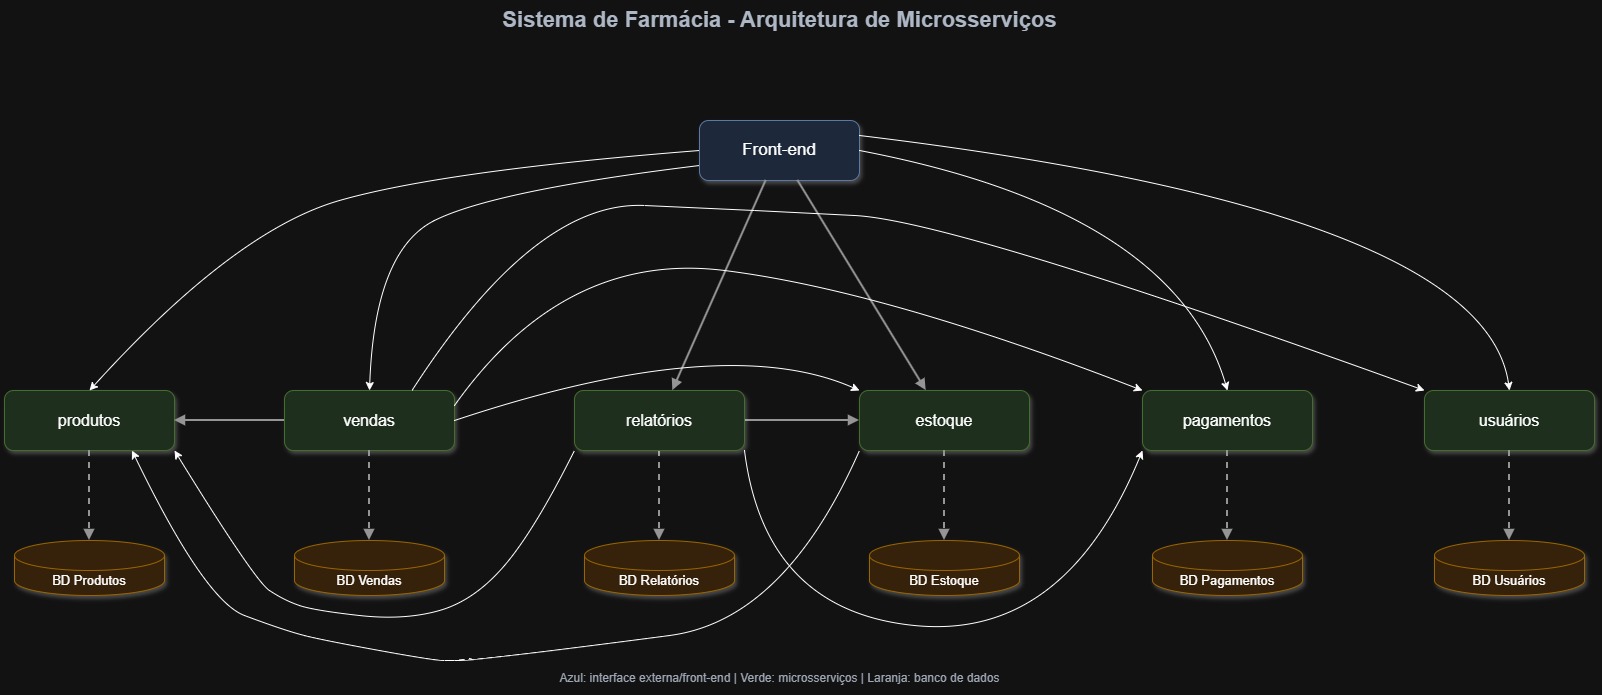 Sistema de Farmácia - Arquitetura de Microsserviços
Front-end
produtos
vendas
relatórios
estoque
pagamentos
usuários
BD Produtos
BD Vendas
BD Relatórios
BD Estoque
BD Pagamentos
BD Usuários
Azul: interface externa/front-end | Verde: microsserviços | Laranja: banco de dados